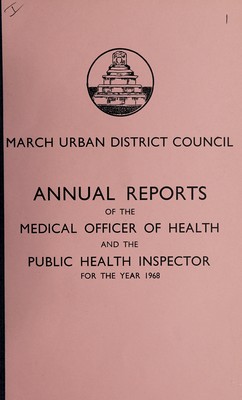 I
1
MARCH URBAN DISTRICT COUNCIL
ANNUAL REPORTS
OF THE
MEDICAL OFFICER OF HEALTH
AND THE
PUBLIC HEALTH INSPECTOR
FOR THE YEAR 1968